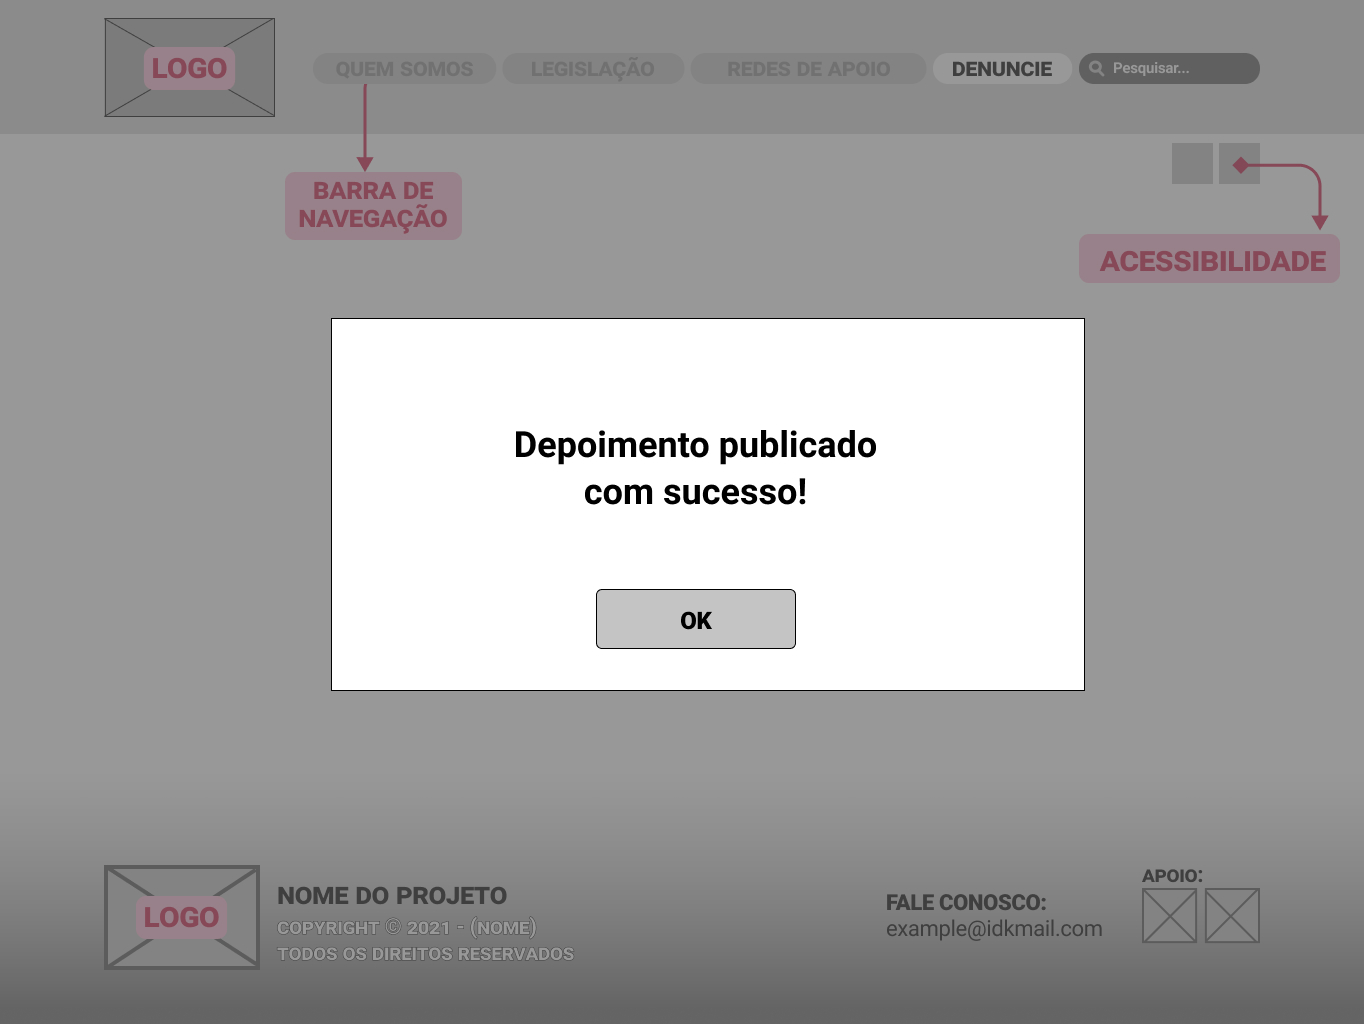 LOGO
QUEM SOMOS
LEGISLAÇÃO
REDES DE APOIO
DENUNCIE
Pesquisar...
BARRA DE
NAVEGAÇÃO
ACESSIBILIDADE
Depoimento publicado
com sucesso!
OK
LOGO
NOME DO PROJETO
COPYRIGHT © 2021 - (NOME)
TODOS OS DIREITOS RESERVADOS
FALE CONOSCO:
example@idkmail.com
APOIO: